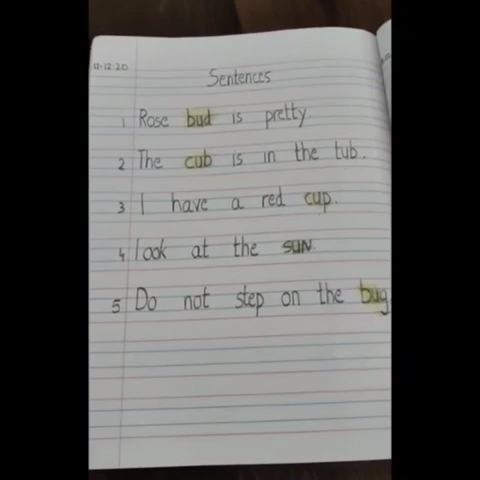 11-12-20
Sentences
1 Rose bud is pretty
2 The cub is in the tub.
3 I have a red cup.
4 look at the sun
5 Do not step on the bug